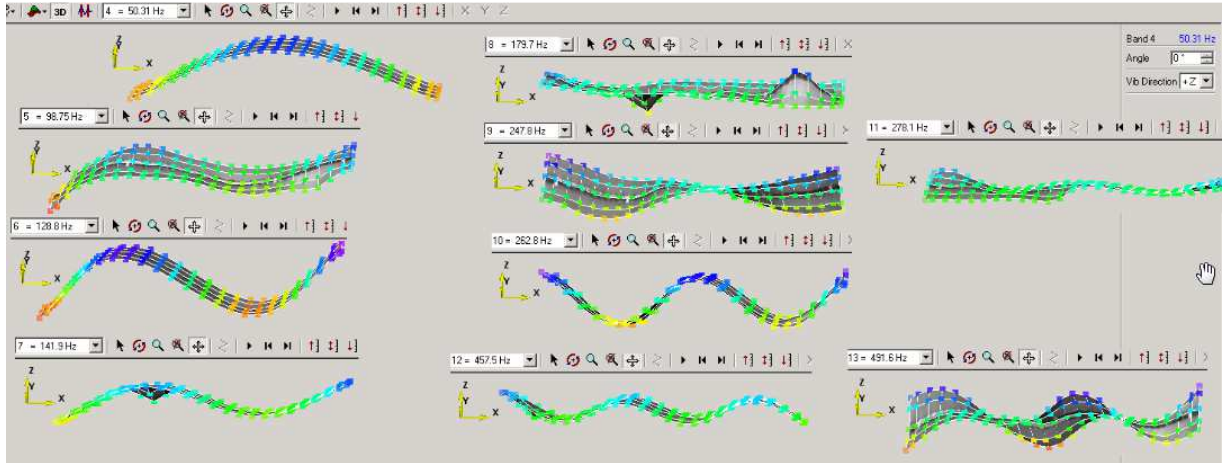 3D 4 = 50.31 Hz X Y Z
Z Y X
5 = 98.75 Hz
Z Y X
6 = 128.8 Hz
Z Y X
7 = 141.9 Hz
Z Y X
8 = 179.7 Hz
Z Y X
9 = 247.8 Hz
Z Y X
10 = 262.8 Hz
Z Y X
12 = 457.5 Hz
Z Y X
Band 4 50.31 Hz
Angle 0 °
Vib Direction +Z
11 = 278.1 Hz
Z Y X
13 = 491.6 Hz
Z Y X